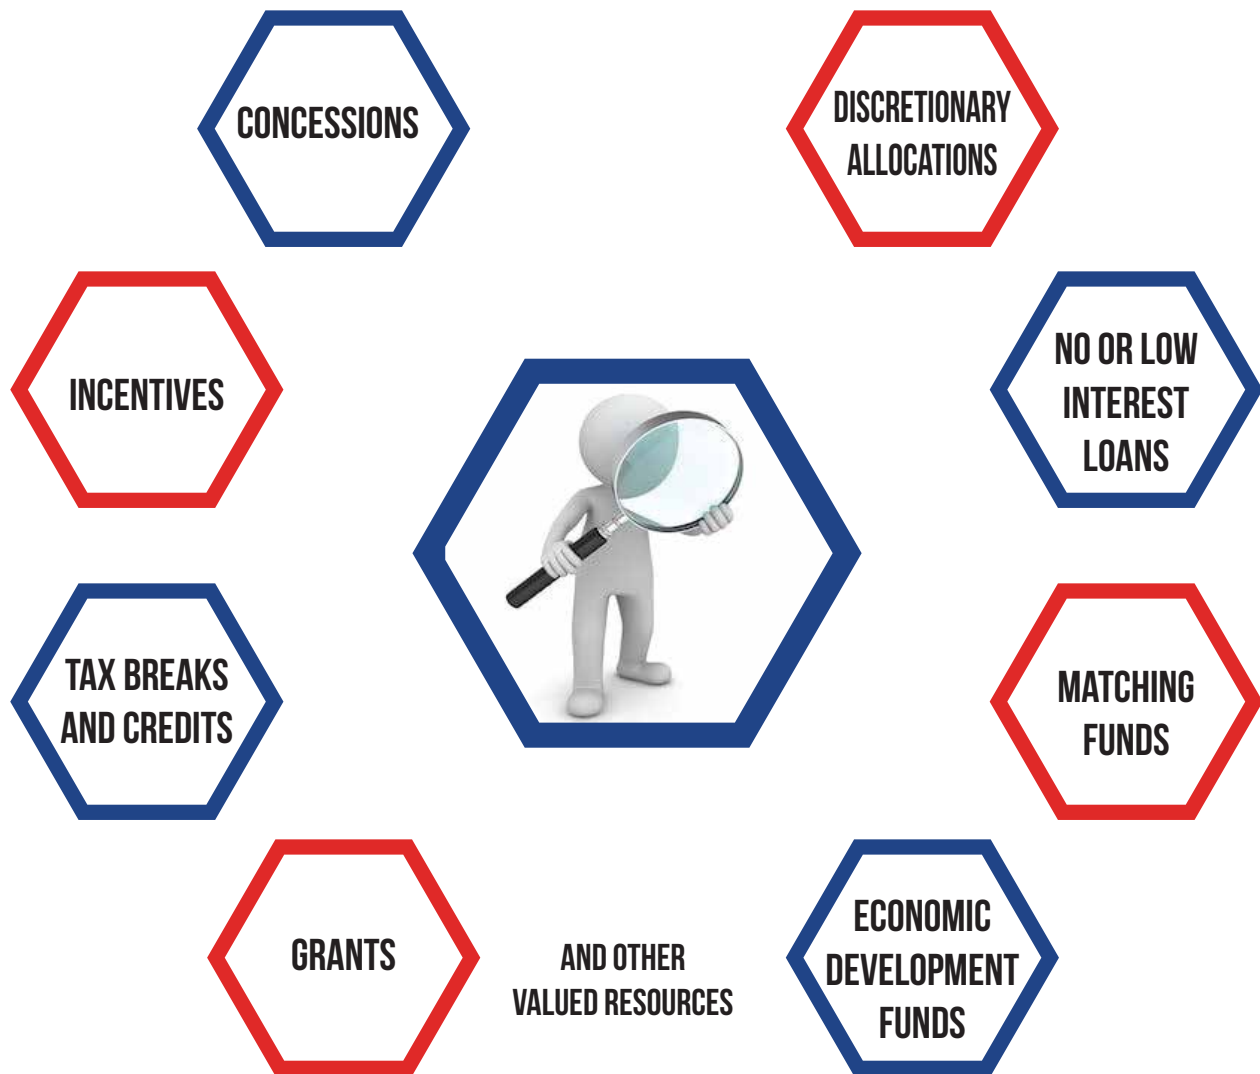 CONCESSIONS
DISCRETIONARY
ALLOCATIONS
INCENTIVES
NO OR LOW
INTEREST
LOANS
TAX BREAKS
AND CREDITS
MATCHING
FUNDS
GRANTS
AND OTHER
VALUED RESOURCES
ECONOMIC
DEVELOPMENT
FUNDS